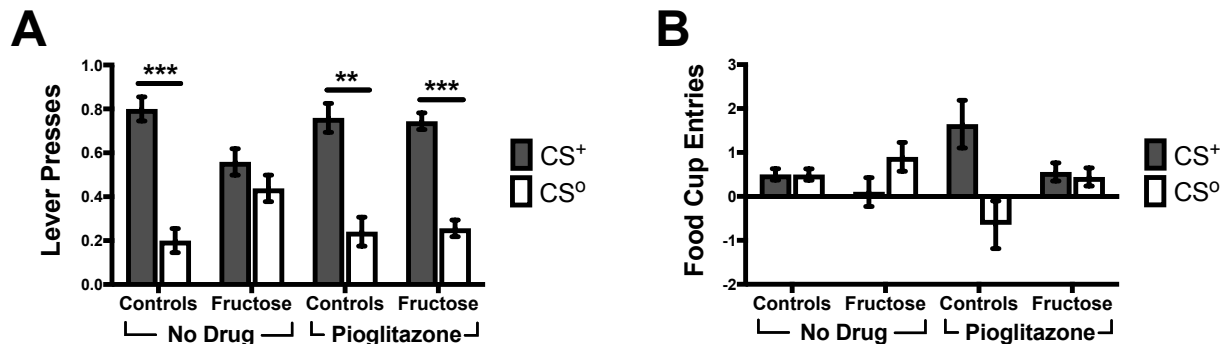 A
Lever Presses
1.0
0.8
0.6
0.4
0.2
0.0
***
**
***
Controls Fructose Controls Fructose
No Drug Pioglitazone
CS⁺
CSᵒ
B
Food Cup Entries
3
2
1
0
-1
-2
Controls Fructose Controls Fructose
No Drug Pioglitazone
CS⁺
CSᵒ